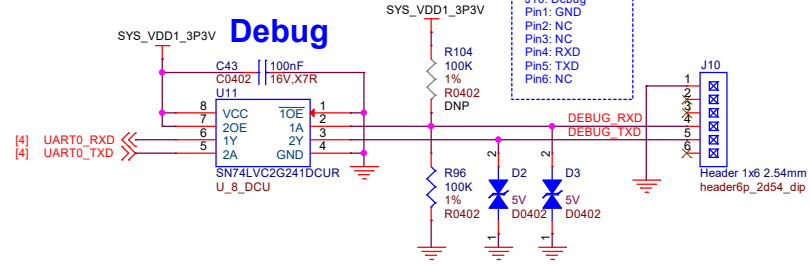 SYS_VDD1_3P3V
Pin1: GND
Pin2: NC
Pin3: NC
Pin4: RXD
Pin5: TXD
Pin6: NC
SYS_VDD1_3P3V
Debug
R104
100K
1%
R0402
DNP
C43
100nF
C0402
16V,X7R
U11
J10
8 VCC 1OE 1
7 2OE 1A 2
6 1Y 2Y 3
5 2A GND 4
[4] UART0_RXD
[4] UART0_TXD
SN74LVC2G241DCUR
U_8_DCU
DEBUG_RXD
DEBUG_TXD
1
2
3
4
5
6
Header 1x6 2.54mm
header6p_2d54_dip
R96
100K
1%
R0402
2
D2
5V
D0402
1
2
D3
5V
D0402
1